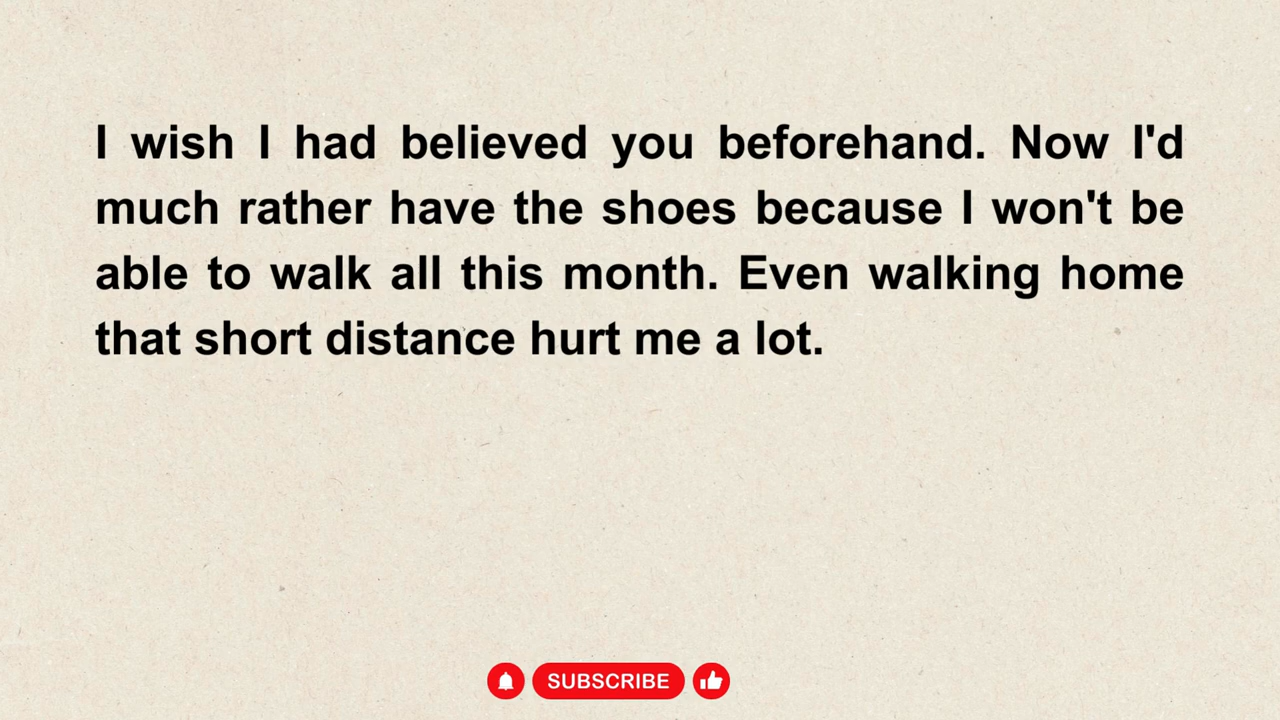 I wish I had believed you beforehand. Now I'd
much rather have the shoes because I won't be
able to walk all this month. Even walking home
that short distance hurt me a lot.
SUBSCRIBE